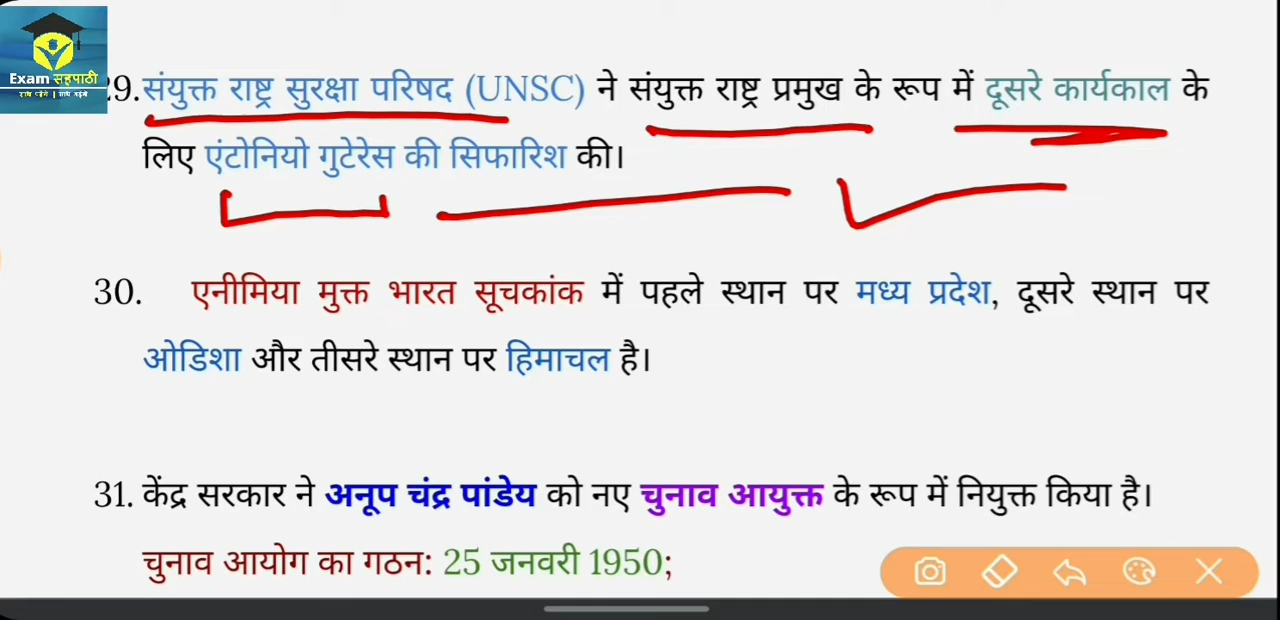 Exam सहपाठी
29. संयुक्त राष्ट्र सुरक्षा परिषद (UNSC) ने संयुक्त राष्ट्र प्रमुख के रूप में दूसरे कार्यकाल के
लिए एंटोनियो गुटेरेस की सिफारिश की।
30. एनीमिया मुक्त भारत सूचकांक में पहले स्थान पर मध्य प्रदेश, दूसरे स्थान पर
ओडिशा और तीसरे स्थान पर हिमाचल है।
31. केंद्र सरकार ने अनूप चंद्र पांडेय को नए चुनाव आयुक्त के रूप में नियुक्त किया है।
चुनाव आयोग का गठन: 25 जनवरी 1950;